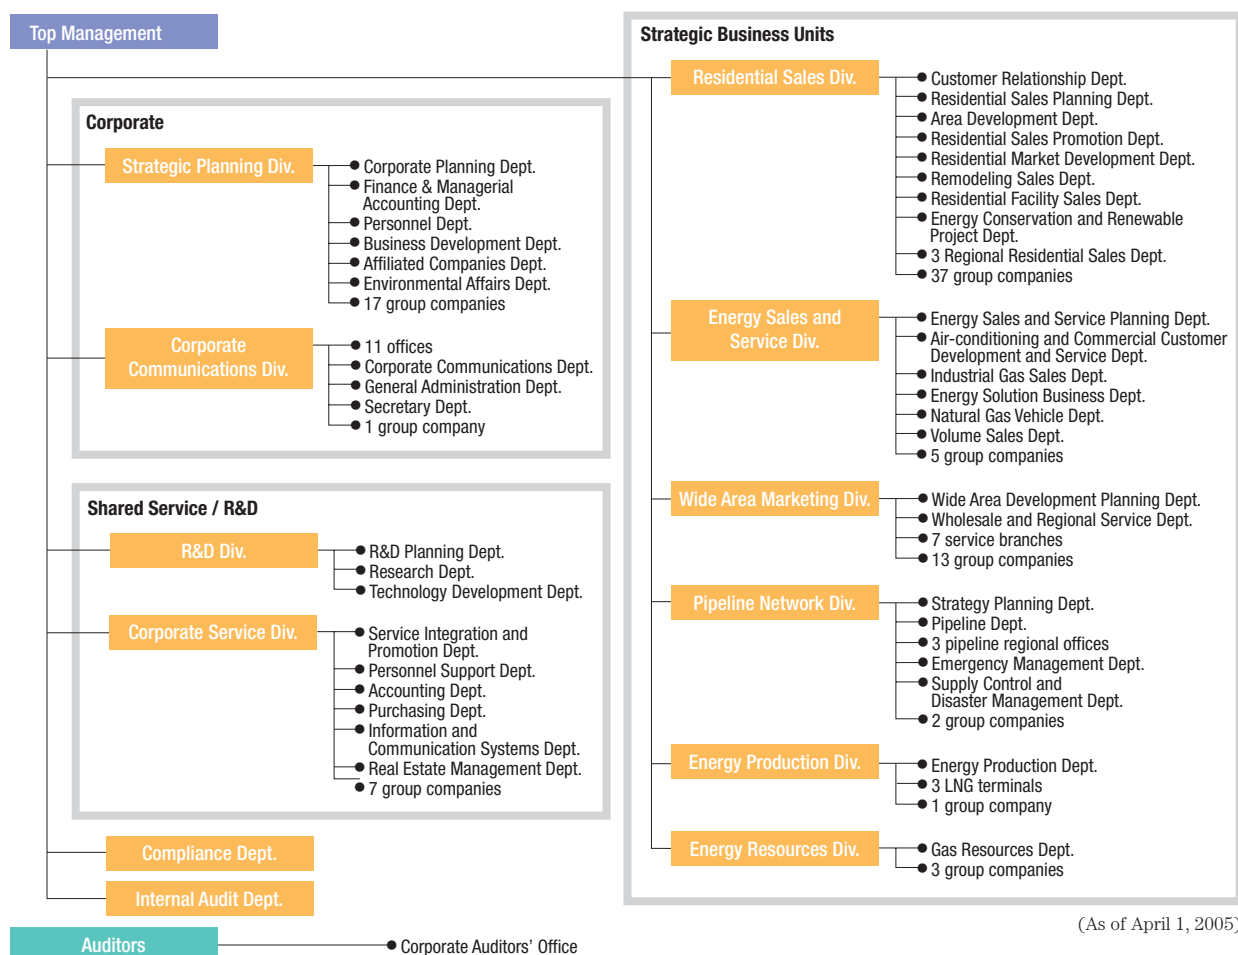 Top Management
Corporate
Strategic Planning Div.
Corporate Planning Dept.
Finance & Managerial
Accounting Dept.
Personnel Dept.
Business Development Dept.
Affiliated Companies Dept.
Environmental Affairs Dept.
17 group companies
Corporate
Communications Div.
11 offices
Corporate Communications Dept.
General Administration Dept.
Secretary Dept.
1 group company
Shared Service / R&D
R&D Div.
R&D Planning Dept.
Research Dept.
Technology Development Dept.
Corporate Service Div.
Service Integration and
Promotion Dept.
Personnel Support Dept.
Accounting Dept.
Purchasing Dept.
Information and
Communication Systems Dept.
Real Estate Management Dept.
7 group companies
Compliance Dept.
Internal Audit Dept.
Auditors
Corporate Auditors' Office
Strategic Business Units
Residential Sales Div.
Customer Relationship Dept.
Residential Sales Planning Dept.
Area Development Dept.
Residential Sales Promotion Dept.
Residential Market Development Dept.
Remodeling Sales Dept.
Residential Facility Sales Dept.
Energy Conservation and Renewable
Project Dept.
3 Regional Residential Sales Dept.
37 group companies
Energy Sales and
Service Div.
Energy Sales and Service Planning Dept.
Air-conditioning and Commercial Customer
Development and Service Dept.
Industrial Gas Sales Dept.
Energy Solution Business Dept.
Natural Gas Vehicle Dept.
Volume Sales Dept.
5 group companies
Wide Area Marketing Div.
Wide Area Development Planning Dept.
Wholesale and Regional Service Dept.
7 service branches
13 group companies
Pipeline Network Div.
Strategy Planning Dept.
Pipeline Dept.
3 pipeline regional offices
Emergency Management Dept.
Supply Control and
Disaster Management Dept.
2 group companies
Energy Production Div.
Energy Production Dept.
3 LNG terminals
1 group company
Energy Resources Div.
Gas Resources Dept.
3 group companies
(As of April 1, 2005)